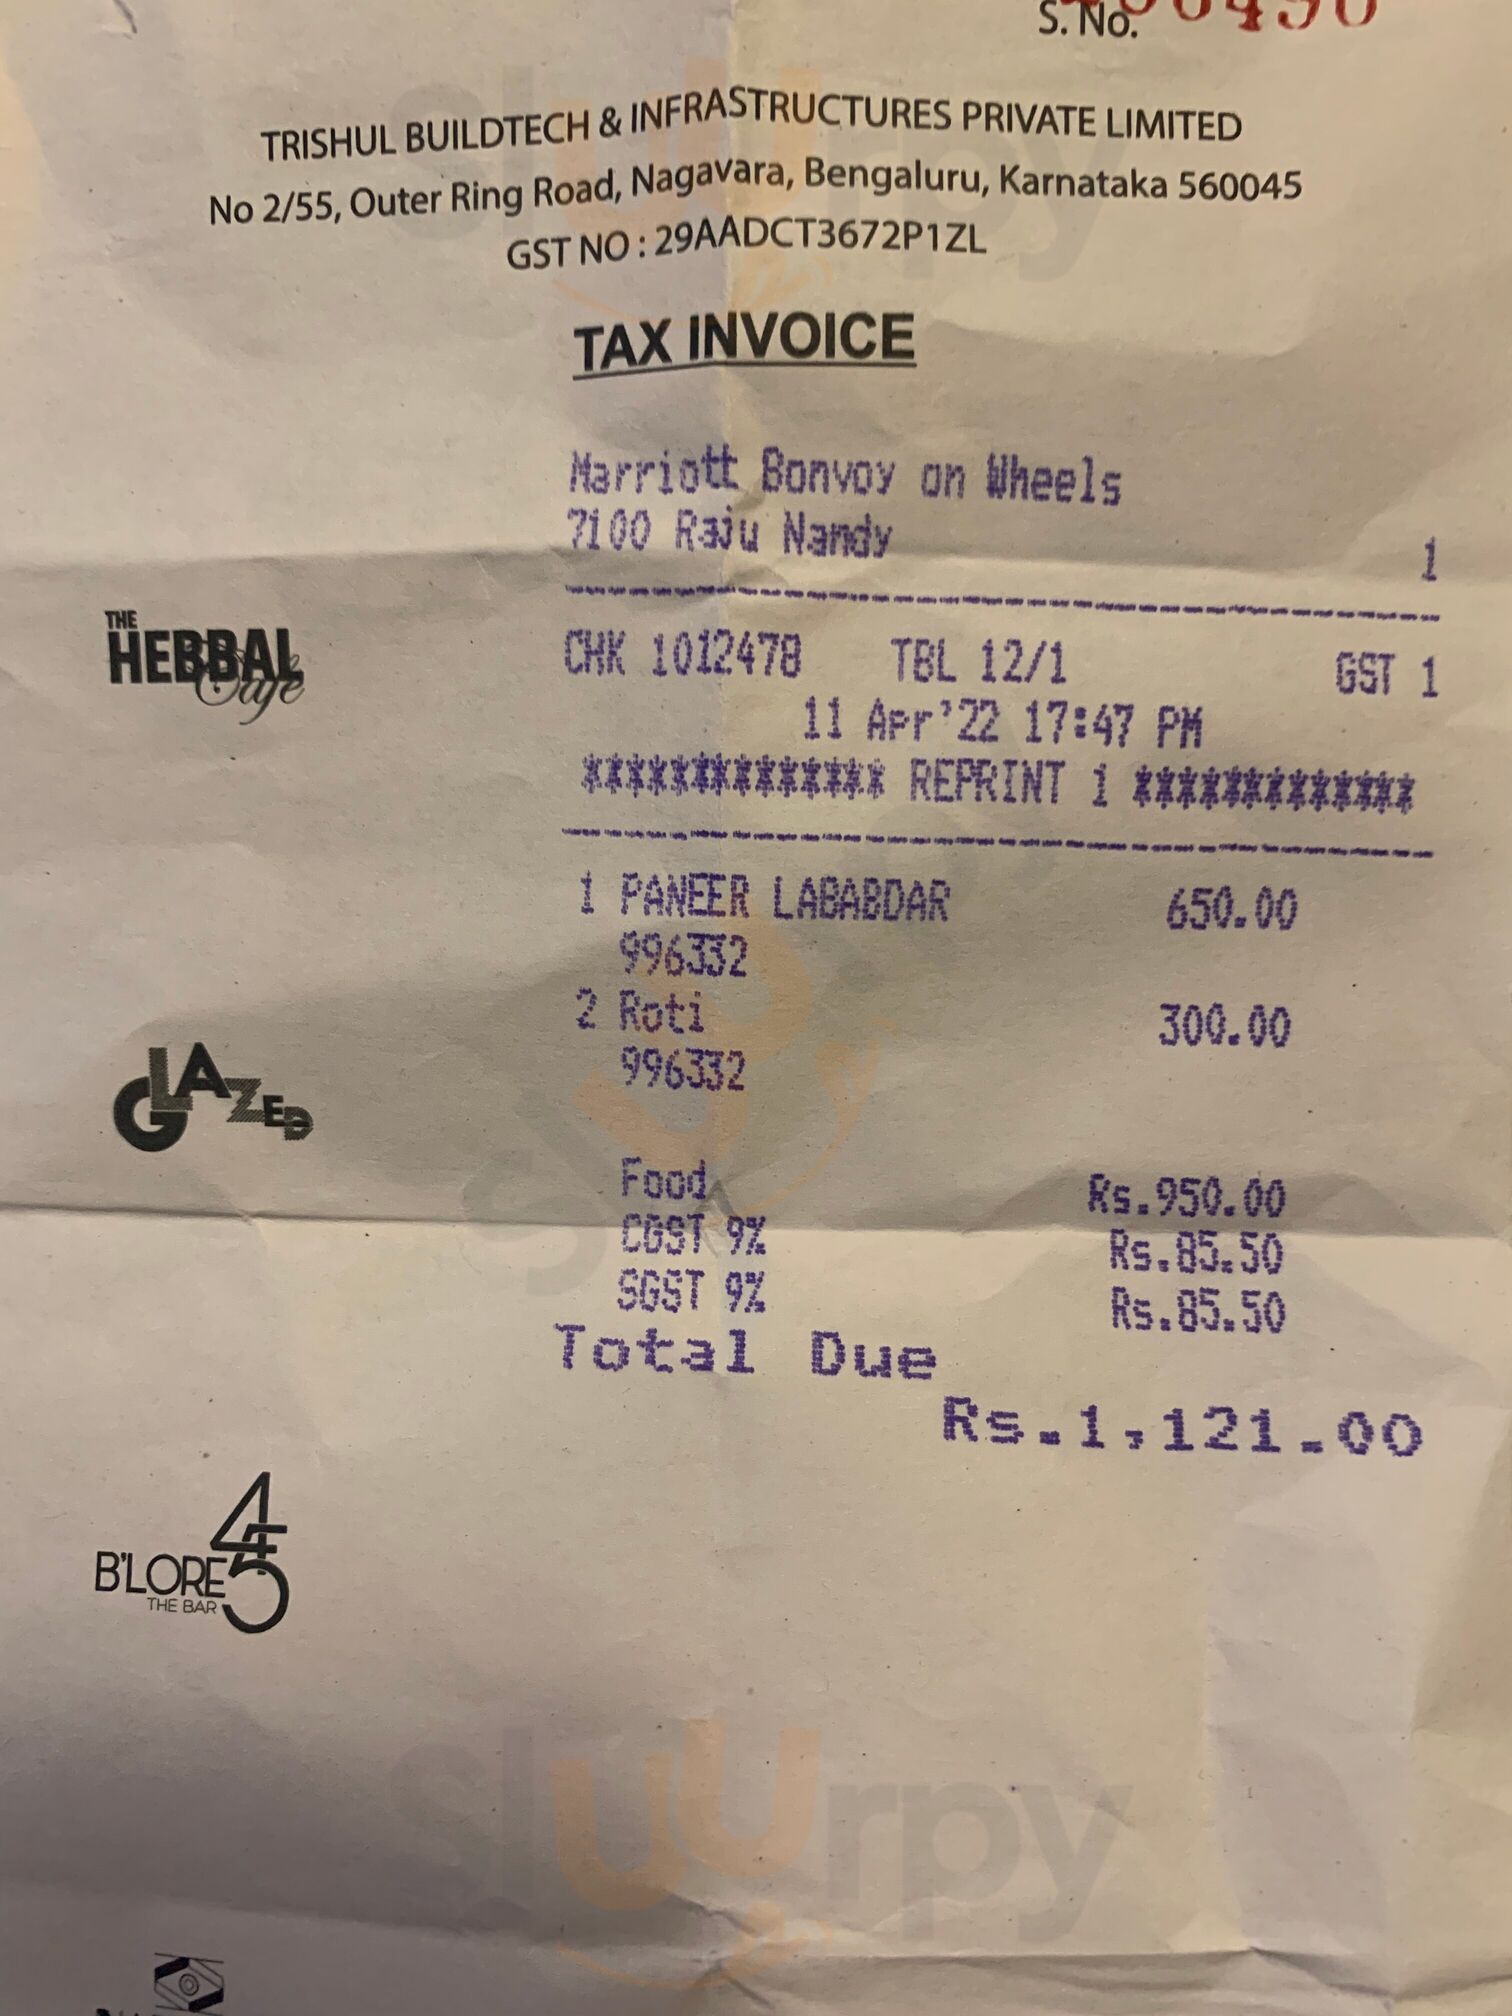 S. No.
TRISHUL BUILDTECH & INFRASTRUCTURES PRIVATE LIMITED
No 2/55, Outer Ring Road, Nagavara, Bengaluru, Karnataka 560045
GST NO : 29AADCT3672P1ZL
TAX INVOICE
Marriott Bonvoy on Wheels
7100 Raju Nandy 1
THE
HEBBAL
Cafe
CHK 1012478 TBL 12/1 GST 1
11 Apr'22 17:47 PM
************** REPRINT 1 *************
1 PANEER LABABDAR 650.00
996332
2 Roti 300.00
996332
GLAZED
Food Rs.950.00
CGST 9% Rs.85.50
SGST 9% Rs.85.50
Total Due
Rs.1,121.00
B'LORE 45
THE BAR
sluurpy
sluurpy
sluurpy